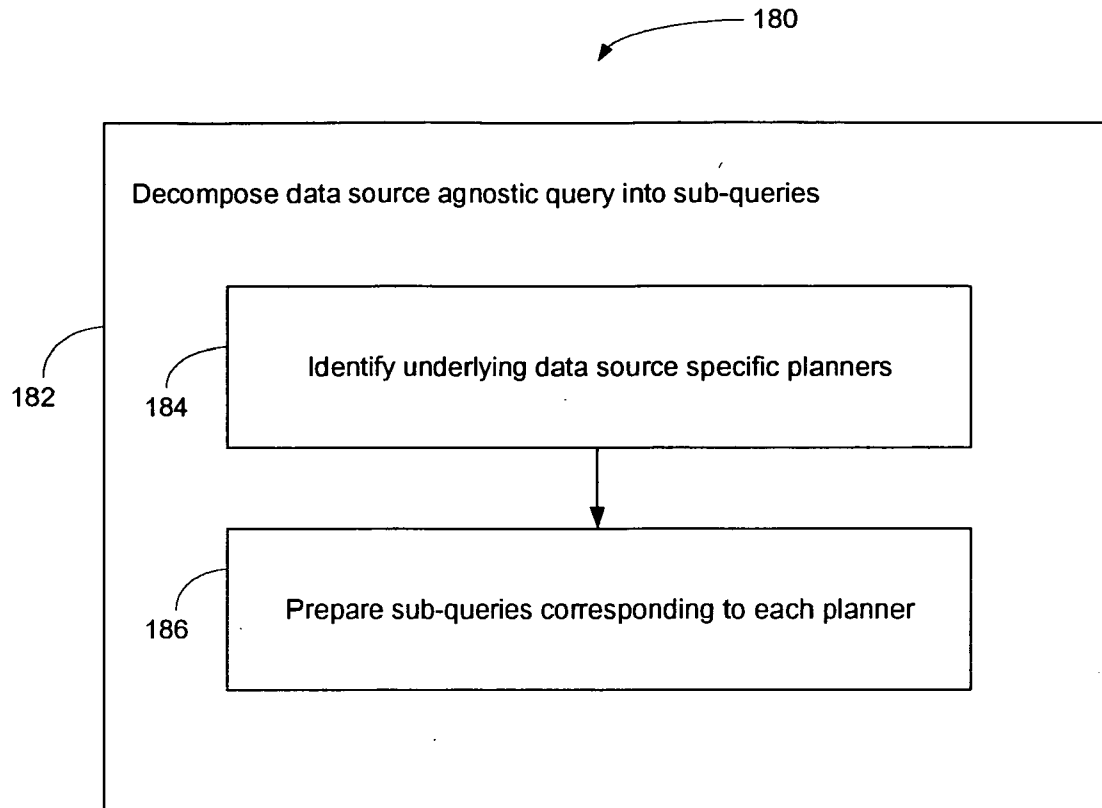 180
Decompose data source agnostic query into sub-queries
Identify underlying data source specific planners
182
184
Prepare sub-queries corresponding to each planner
186